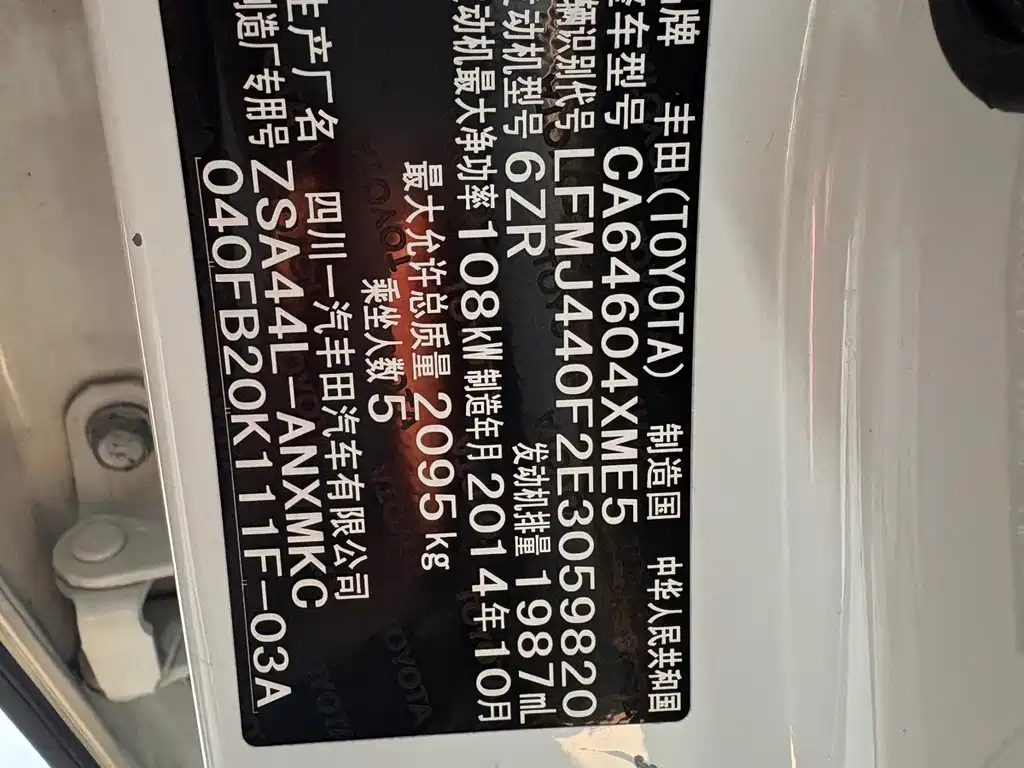 品牌 丰田(TOYOTA) 制造国 中华人民共和国
整车型号 CA64604XME5
车辆识别代号 LFMJ440F2E3059820
发动机型号 6ZR 发动机排量 1987mL
发动机最大净功率 108kW 制造年月 2014年10月
最大允许总质量 2095kg
乘坐人数 5
生产厂名 四川一汽丰田汽车有限公司
制造厂专用号 ZSA44L-ANXMKC
040FB20K111F-03A